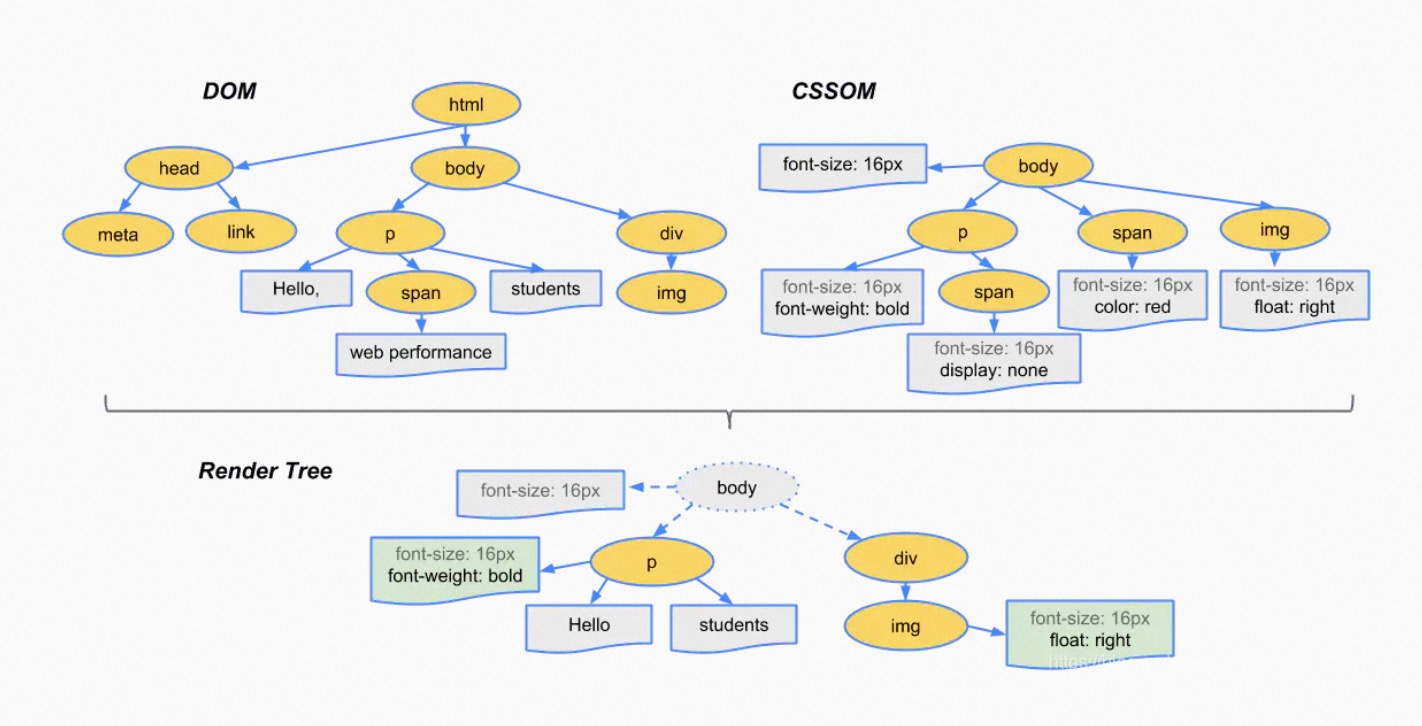 DOM
CSSOM
html
head
body
font-size: 16px
body
meta
link
p
div
p
span
img
Hello,
span
students
img
font-size: 16px
font-weight: bold
span
font-size: 16px
color: red
font-size: 16px
float: right
web performance
font-size: 16px
display: none
Render Tree
font-size: 16px
body
font-size: 16px
font-weight: bold
p
div
Hello
students
img
font-size: 16px
float: right